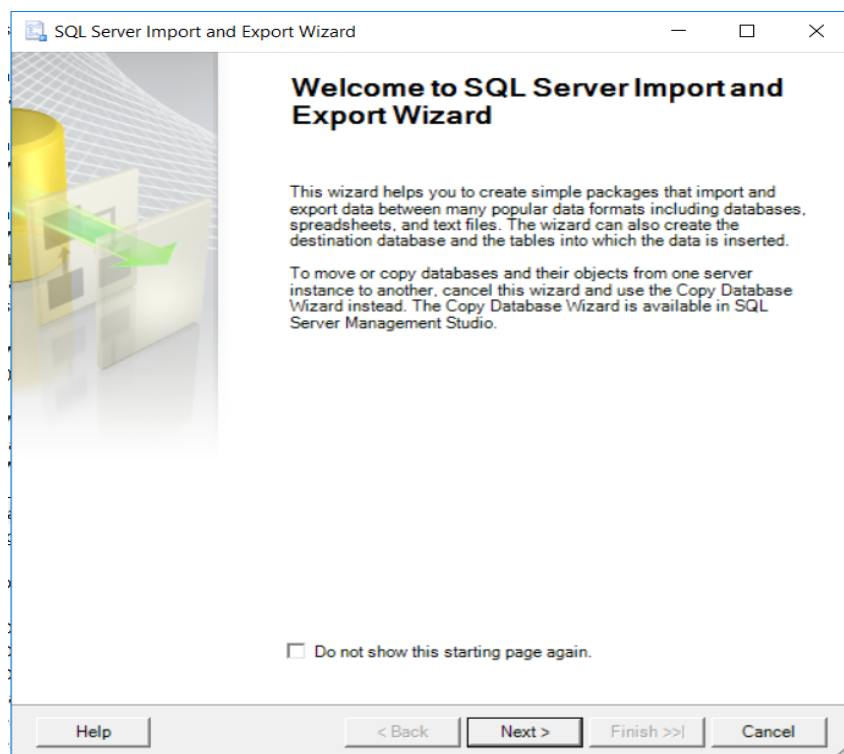 SQL Server Import and Export Wizard
Welcome to SQL Server Import and
Export Wizard
This wizard helps you to create simple packages that import and
export data between many popular data formats including databases,
spreadsheets, and text files. The wizard can also create the
destination database and the tables into which the data is inserted.
To move or copy databases and their objects from one server
instance to another, cancel this wizard and use the Copy Database
Wizard instead. The Copy Database Wizard is available in SQL
Server Management Studio.
Do not show this starting page again.
Help
< Back
Next >
Finish >>|
Cancel